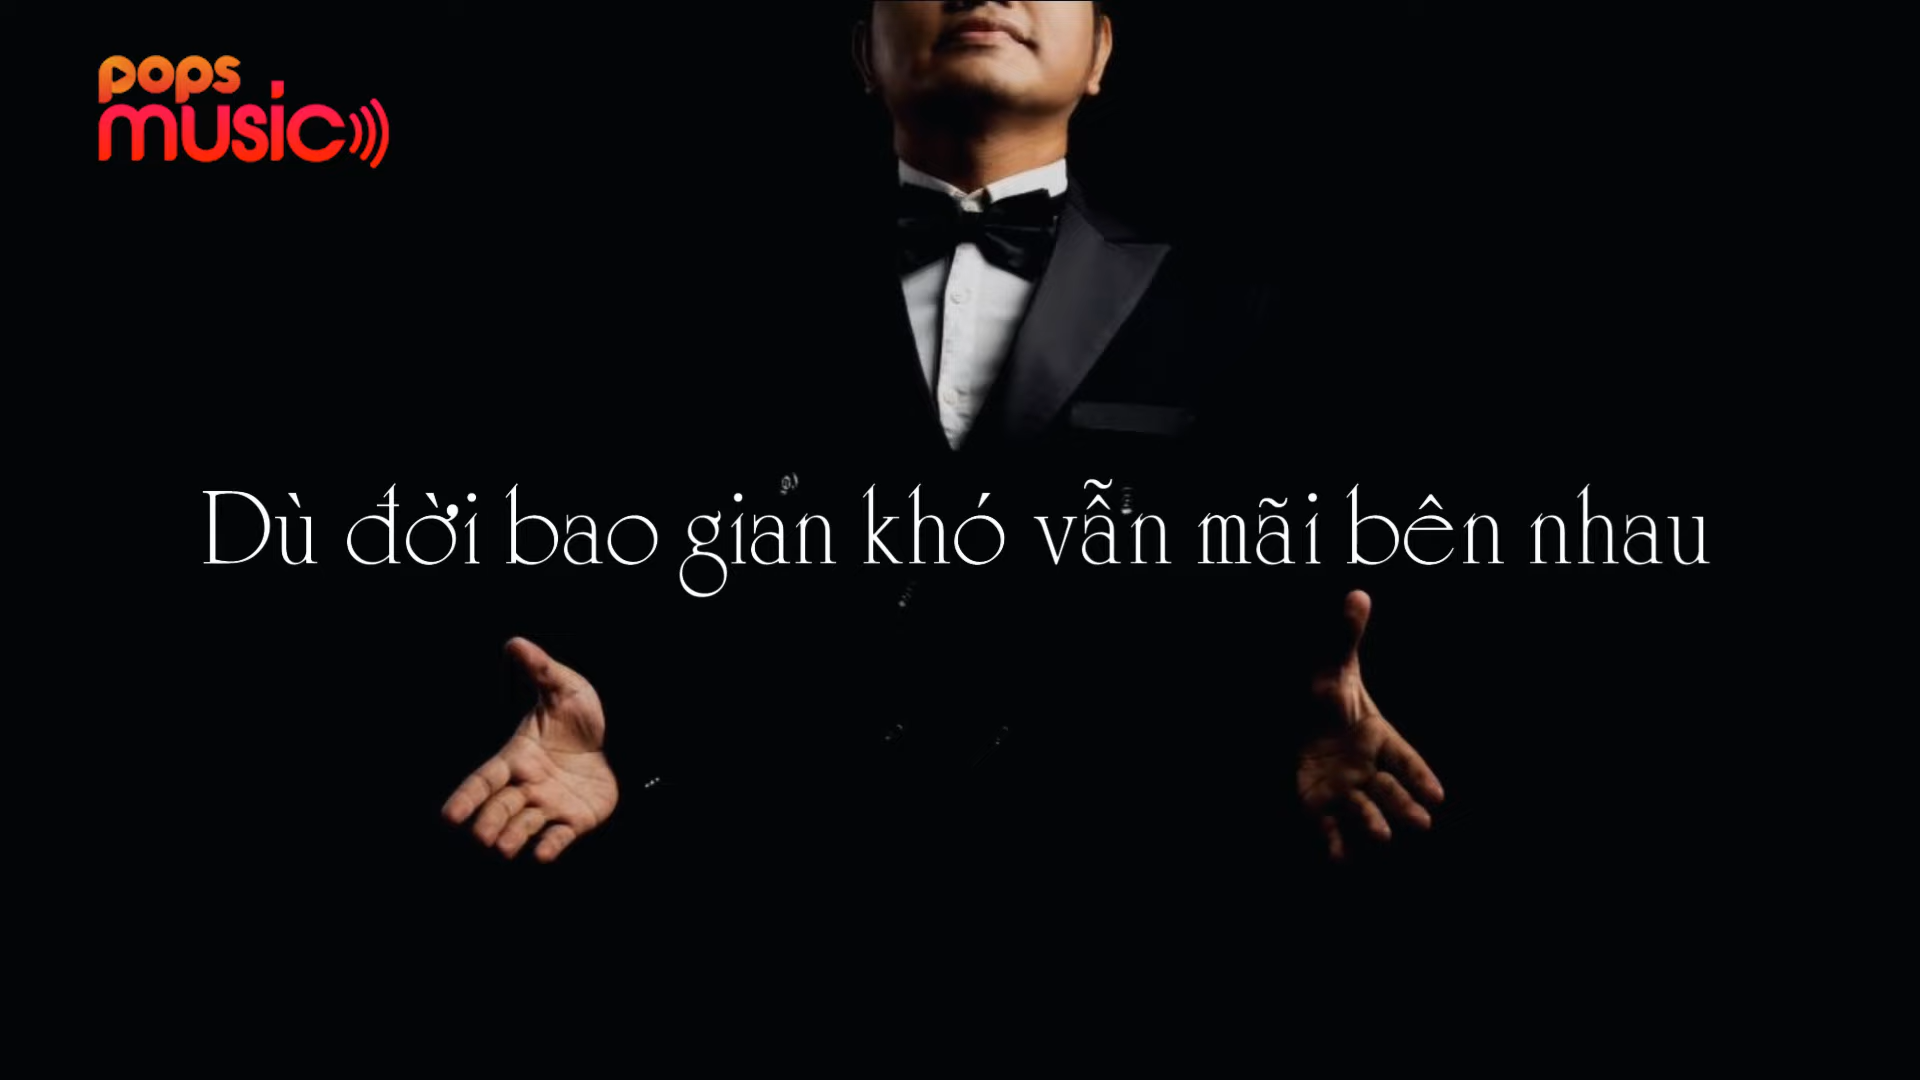 pops
music
Dù đời bao gian khó vẫn mãi bên nhau